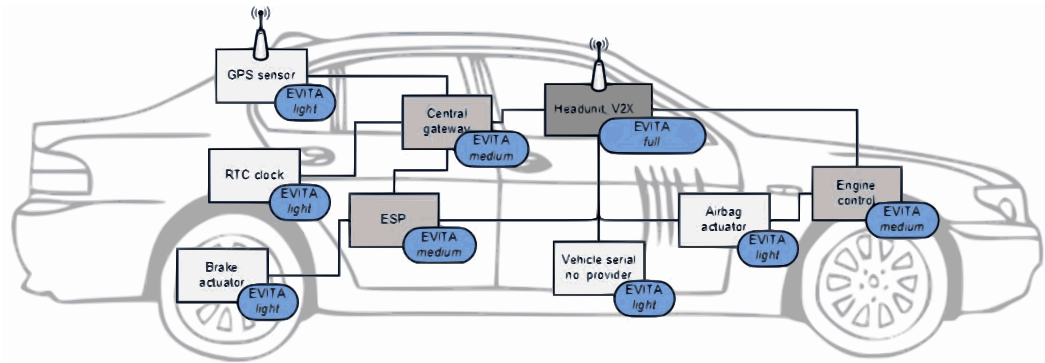 GPS sensor
EVITA
light
Central
gateway
EVITA
medium
Headunit, V2X
EVITA
full
RTC clock
EVITA
light
ESP
EVITA
medium
Airbag
actuator
EVITA
light
Engine
control
EVITA
medium
Brake
actuator
EVITA
light
Vehicle serial
no provider
EVITA
light